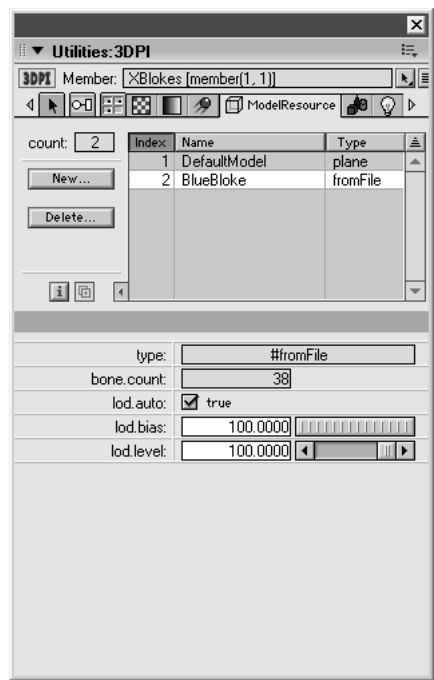 Utilities:3DPI
3DPI Member: XBlokes [member(1, 1)]
ModelResource
count: 2 Index Name Type
1 DefaultModel plane
New... 2 BlueBloke fromFile
Delete...
type: #fromFile
bone.count: 38
lod.auto: true
lod.bias: 100.0000
lod.level: 100.0000